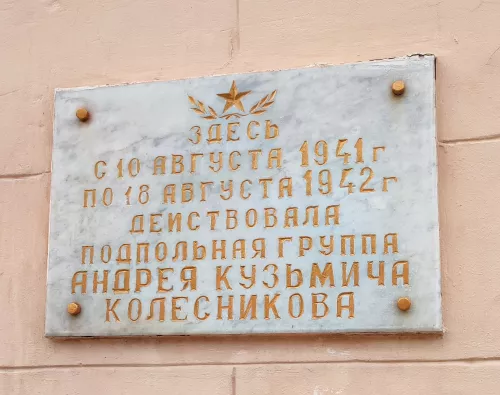 ЗДЕСЬ
С 10 АВГУСТА 1941 г
ПО 18 АВГУСТА 1942 г
ДЕЙСТВОВАЛА
ПОДПОЛЬНАЯ ГРУППА
АНДРЕЯ КУЗЬМИЧА
КОЛЕСНИКОВА